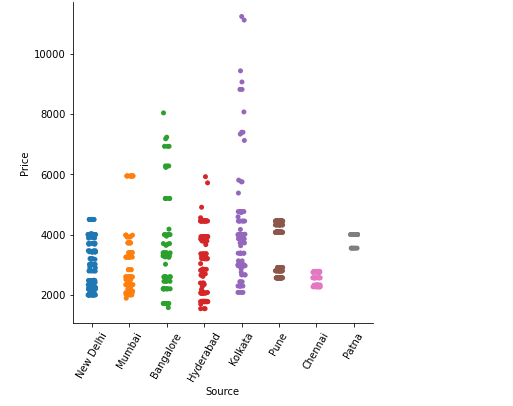 10000
8000
6000
4000
2000
Price
New Delhi
Mumbai
Bangalore
Hyderabad
Kolkata
Pune
Chennai
Patna
Source